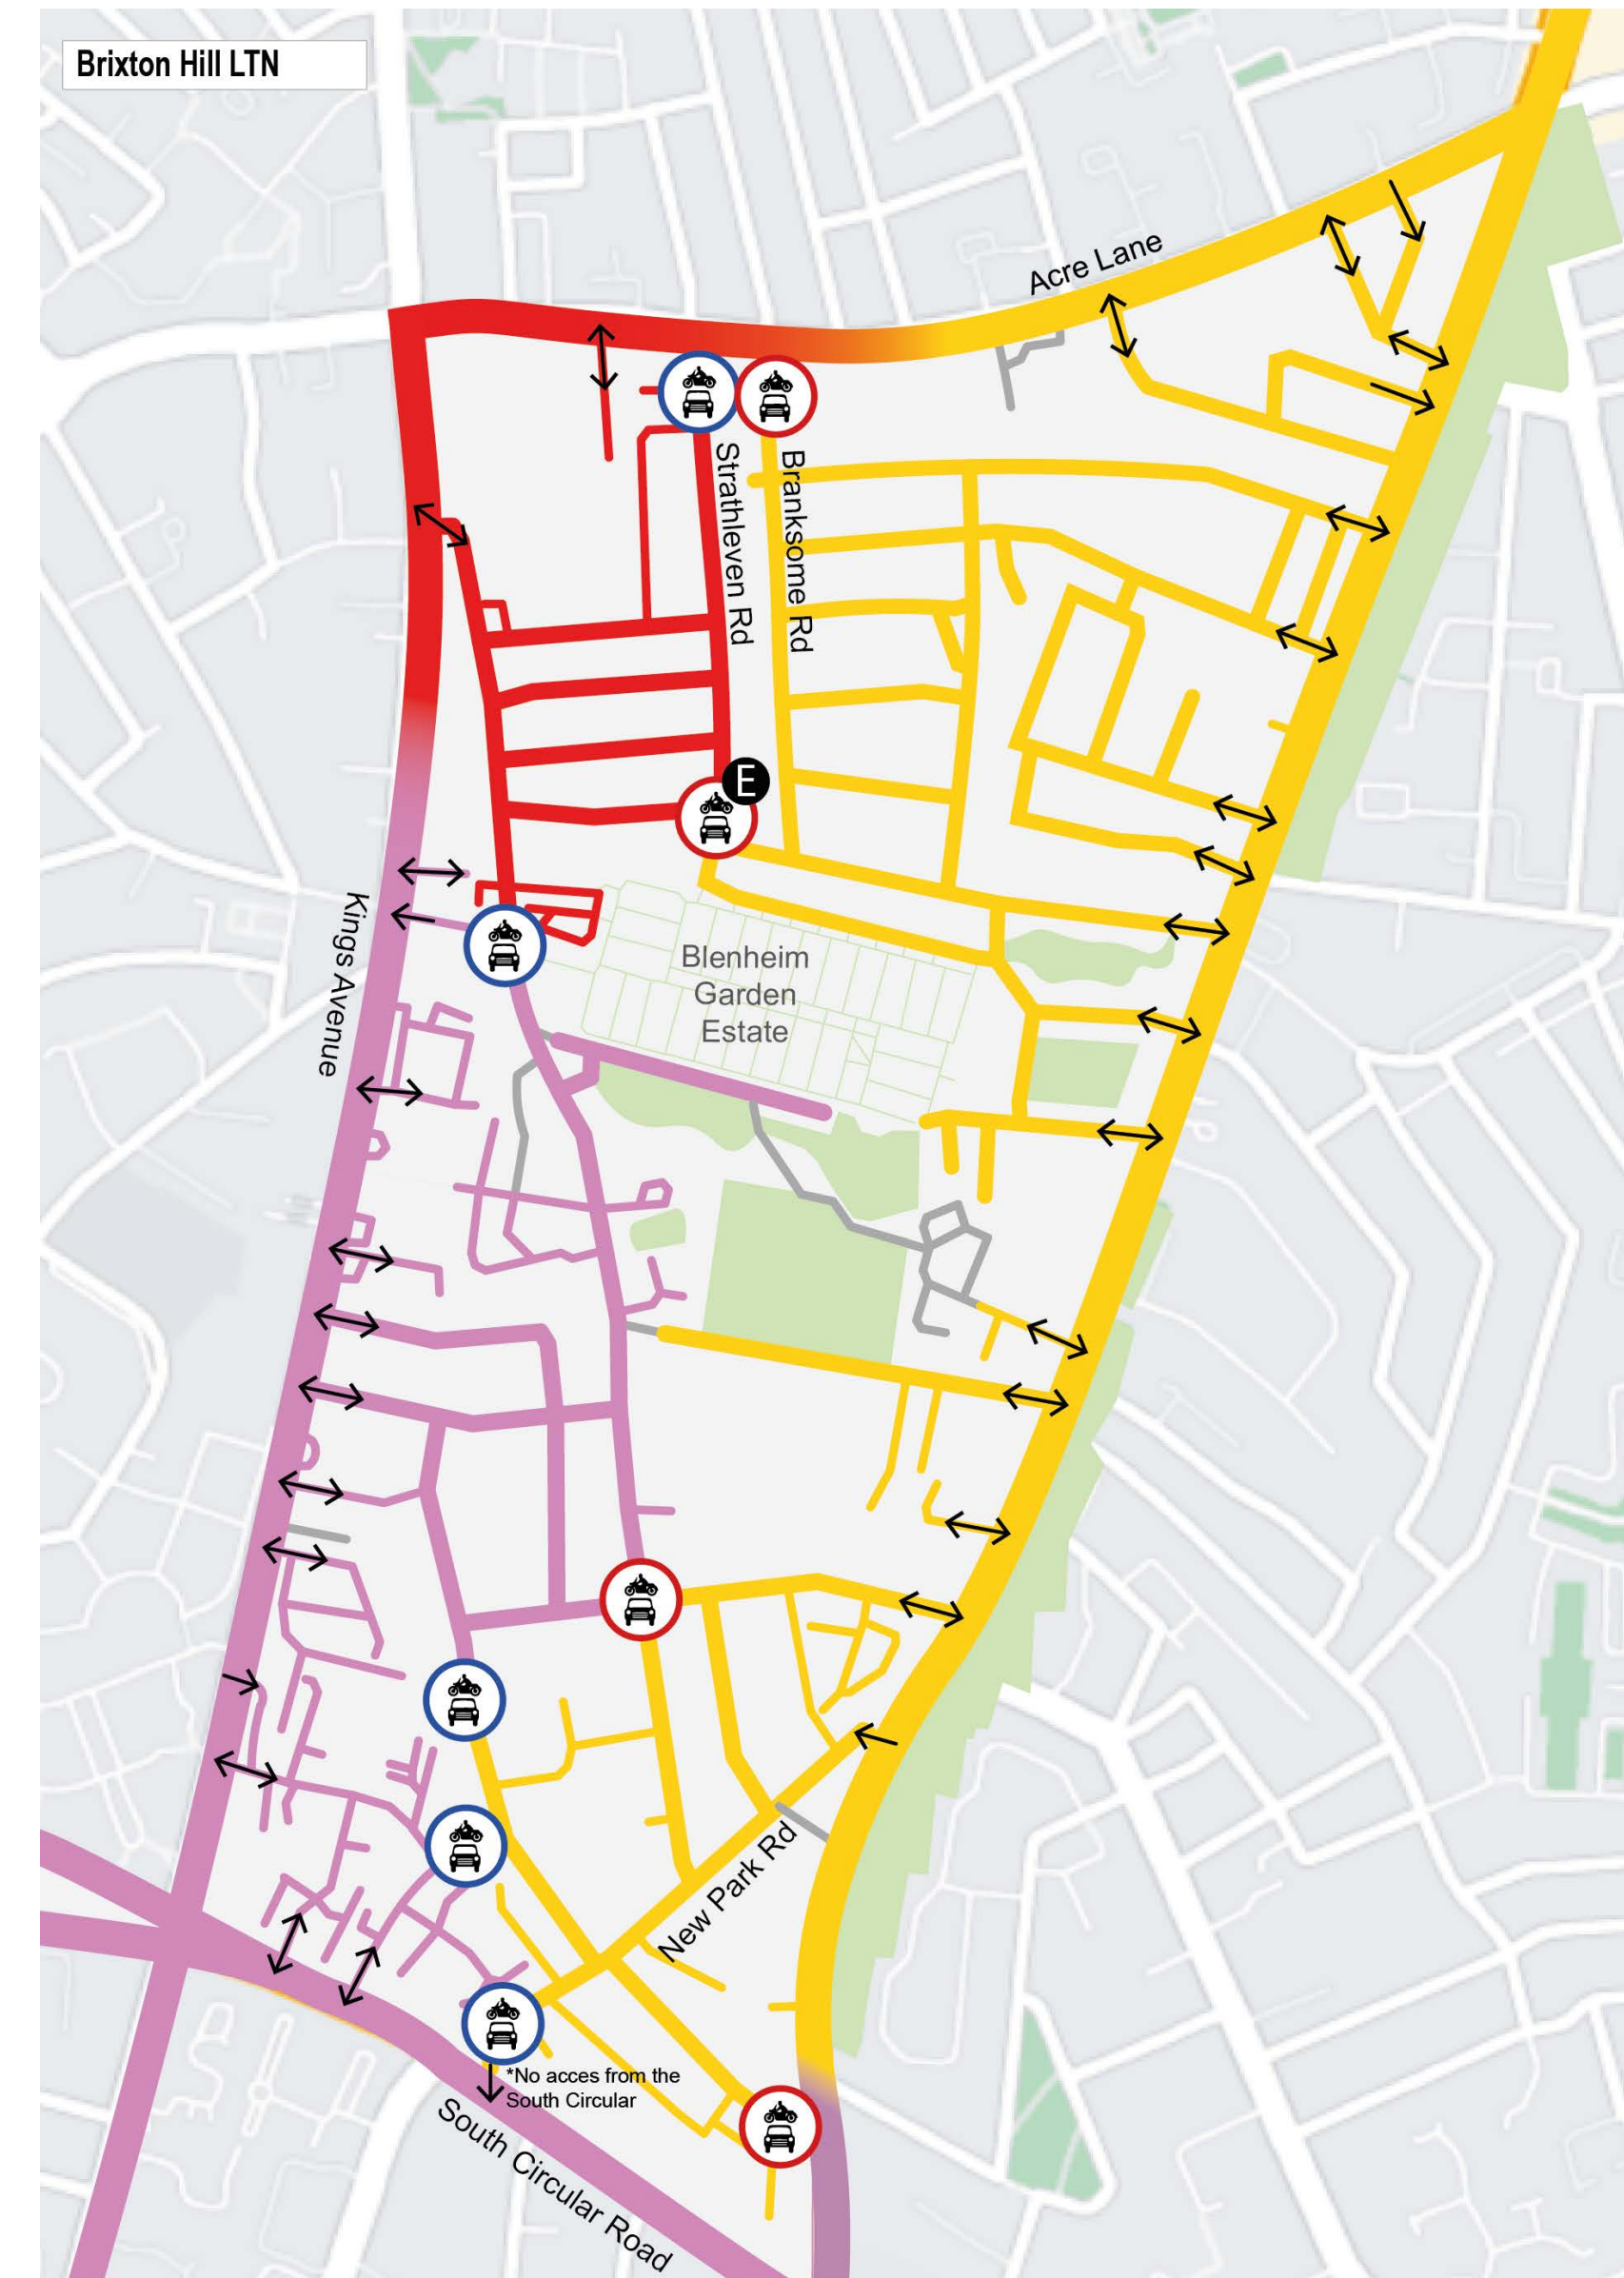 Brixton Hill LTN
Acre Lane
Strathleven Rd
Branksome Rd
E
Kings Avenue
Blenheim
Garden
Estate
New Park Rd
*No acces from the
South Circular
South Circular Road